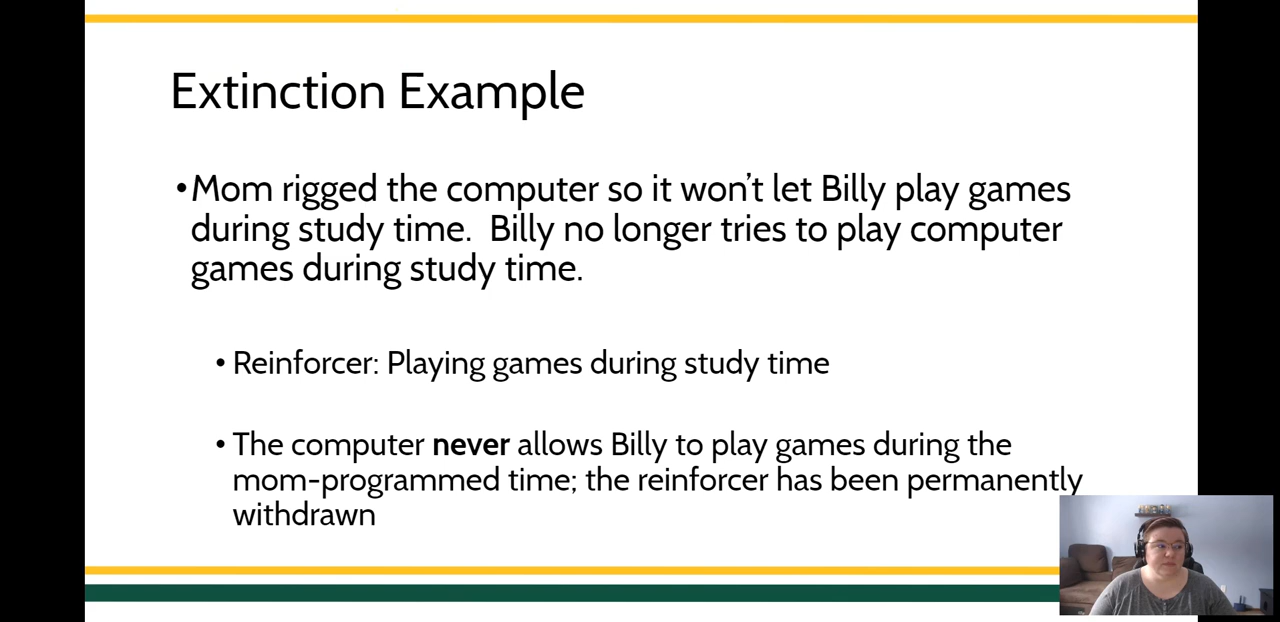 Extinction Example
•Mom rigged the computer so it won't let Billy play games
during study time.  Billy no longer tries to play computer
games during study time.
• Reinforcer: Playing games during study time
• The computer never allows Billy to play games during the
mom-programmed time; the reinforcer has been permanently
withdrawn